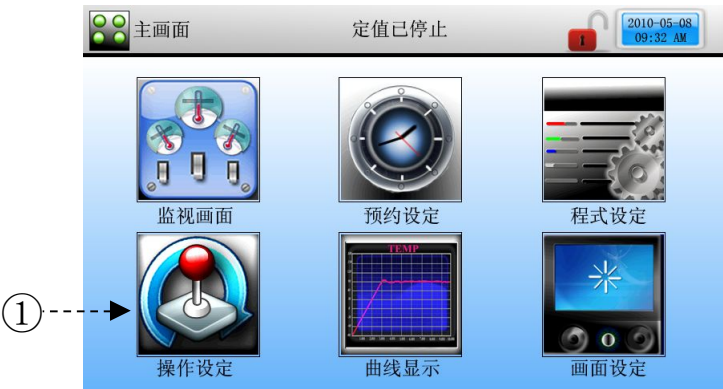 主画面
定值已停止
2010-05-08
09:32 AM
监视画面
预约设定
程式设定
TEMP
①
操作设定
曲线显示
画面设定